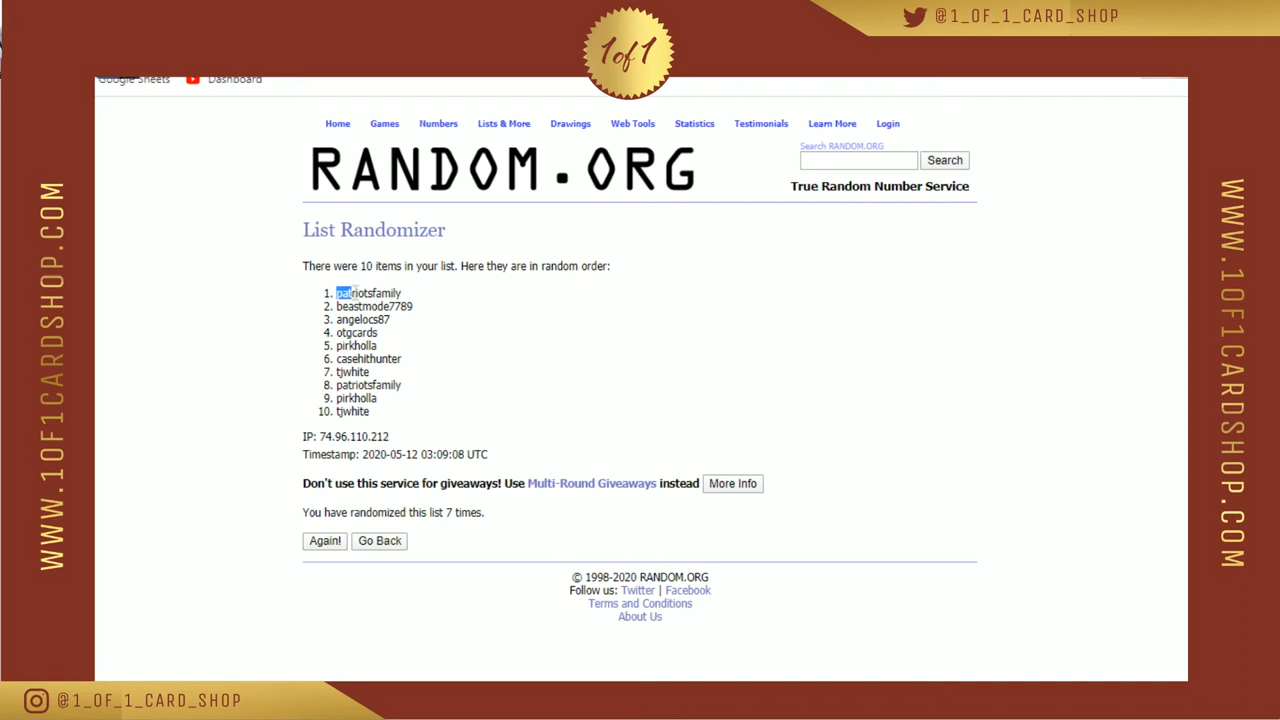 @1_OF_1_CARD_SHOP
1of1
Google Sheets Dashboard
Home Games Numbers Lists & More Drawings Web Tools Statistics Testimonials Learn More Login
RANDOM.ORG
Search RANDOM.ORG
Search
True Random Number Service
List Randomizer
There were 10 items in your list. Here they are in random order:
1. patriotsfamily
2. beastmode7789
3. angelocs87
4. otgcards
5. pirkholla
6. casehithunter
7. tjwhite
8. patriotsfamily
9. pirkholla
10. tjwhite
IP: 74.96.110.212
Timestamp: 2020-05-12 03:09:08 UTC
Don't use this service for giveaways! Use Multi-Round Giveaways instead More Info
You have randomized this list 7 times.
Again! Go Back
© 1998-2020 RANDOM.ORG
Follow us: Twitter | Facebook
Terms and Conditions
About Us
WWW.1OF1CARDSHOP.COM
WWW.1OF1CARDSHOP.COM
@1_OF_1_CARD_SHOP